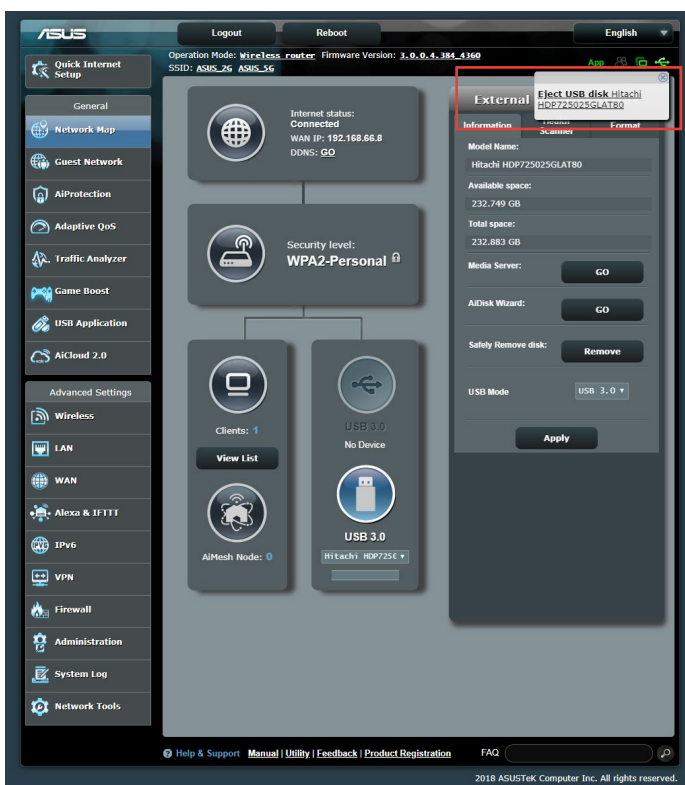 ASUS
Logout
Reboot
English
Quick Internet
Setup
Operation Mode: Wireless router Firmware Version: 3.0.0.4.384_4360
SSID: ASUS_2G ASUS_5G
App
General
Network Map
Guest Network
AiProtection
Adaptive QoS
Traffic Analyzer
Game Boost
USB Application
AiCloud 2.0
Advanced Settings
Wireless
LAN
WAN
Alexa & IFTTT
IPv6
VPN
Firewall
Administration
System Log
Network Tools
Internet status:
Connected
WAN IP: 192.168.66.8
DDNS: GO
Security level:
WPA2-Personal
Clients: 1
View List
AiMesh Node: 0
USB 3.0
No Device
USB 3.0
Hitachi HDP725
External
Eject USB disk Hitachi
HDP725025GLAT80
Information
Health
Scanner
Format
Model Name:
Hitachi HDP725025GLAT80
Available space:
232.749 GB
Total space:
232.883 GB
Media Server:
GO
AiDisk Wizard:
GO
Safely Remove disk:
Remove
USB Mode
USB 3.0
Apply
Help & Support Manual | Utility | Feedback | Product Registration
FAQ
2018 ASUSTeK Computer Inc. All rights reserved.